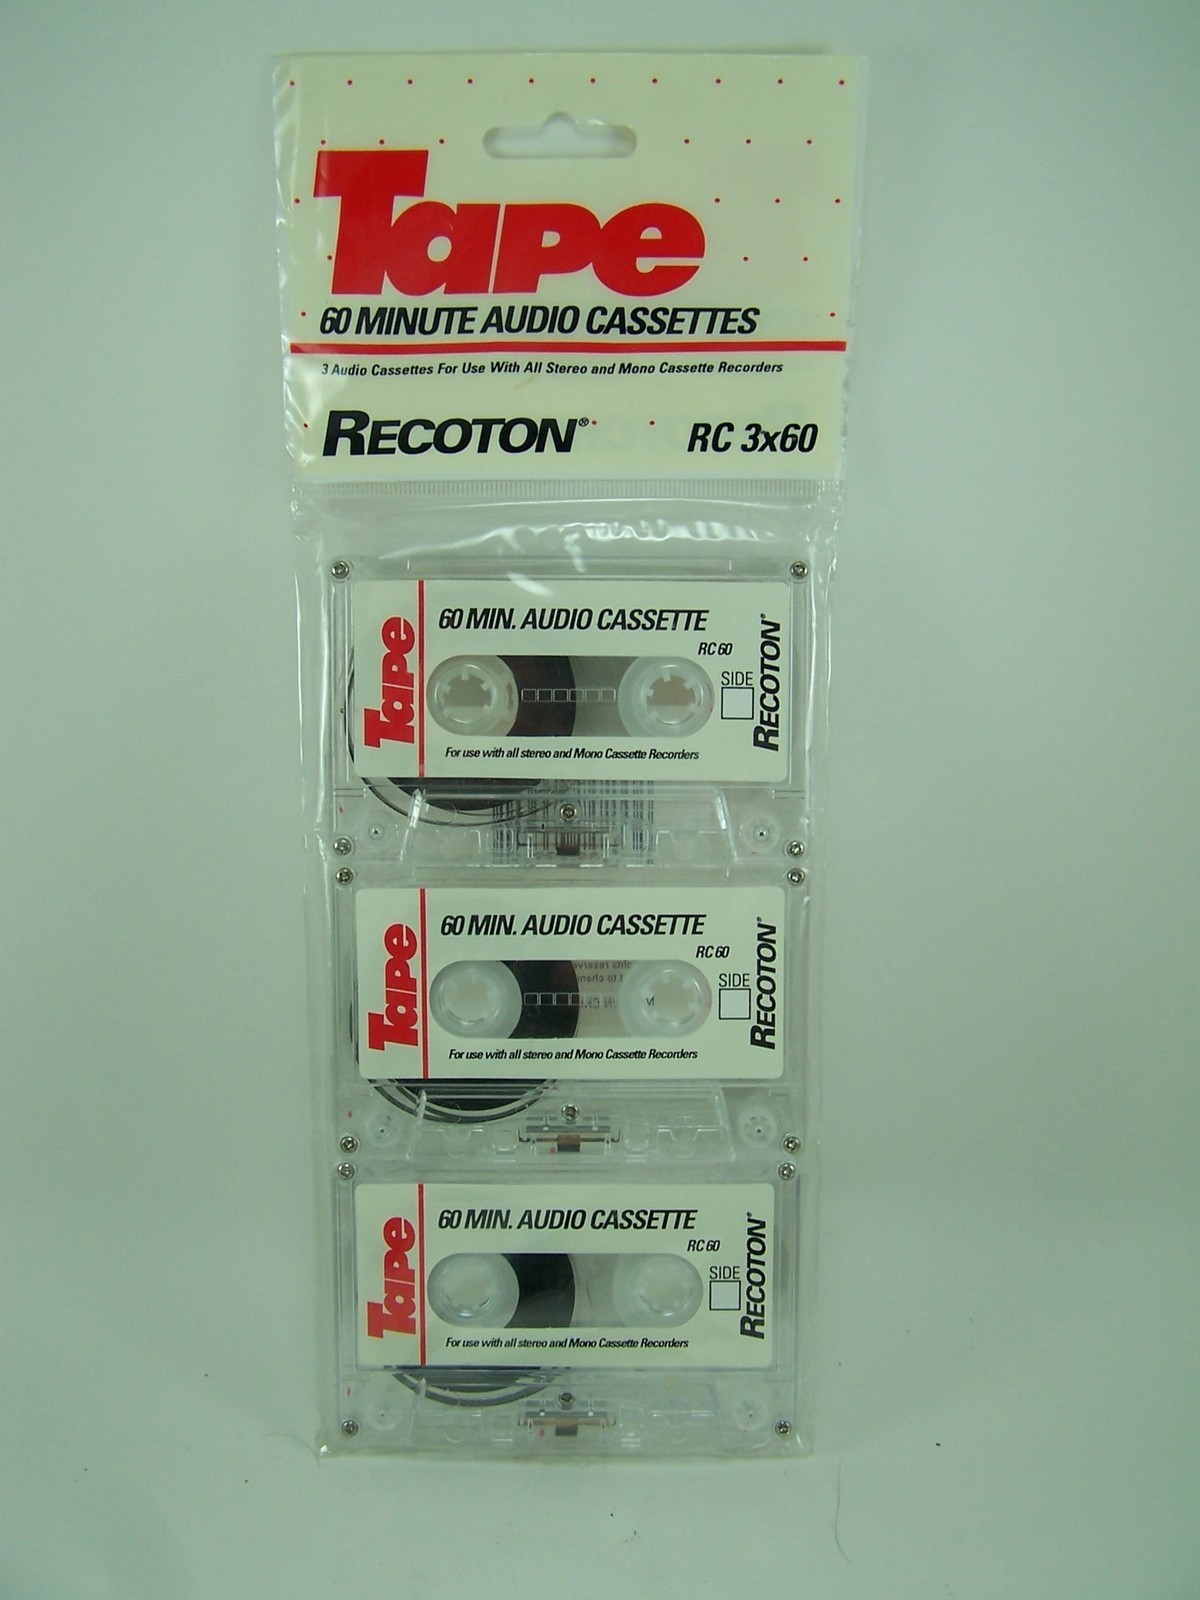 Tape
60 MINUTE AUDIO CASSETTES
3 Audio Cassettes For Use With All Stereo and Mono Cassette Recorders
RECOTON® RC 3x60
Tape
60 MIN. AUDIO CASSETTE
RC 60
SIDE
RECOTON®
For use with all stereo and Mono Cassette Recorders
Tape
60 MIN. AUDIO CASSETTE
RC 60
SIDE
RECOTON®
For use with all stereo and Mono Cassette Recorders
Tape
60 MIN. AUDIO CASSETTE
RC 60
SIDE
RECOTON®
For use with all stereo and Mono Cassette Recorders